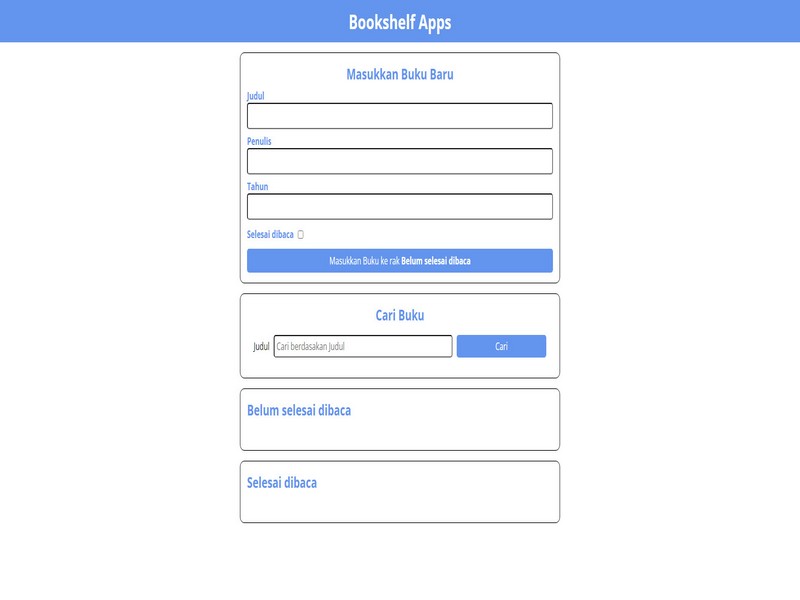 Bookshelf Apps
Masukkan Buku Baru
Judul
Penulis
Tahun
Selesai dibaca
Masukkan Buku ke rak Belum selesai dibaca
Cari Buku
Judul Cari berdasakan Judul Cari
Belum selesai dibaca
Selesai dibaca